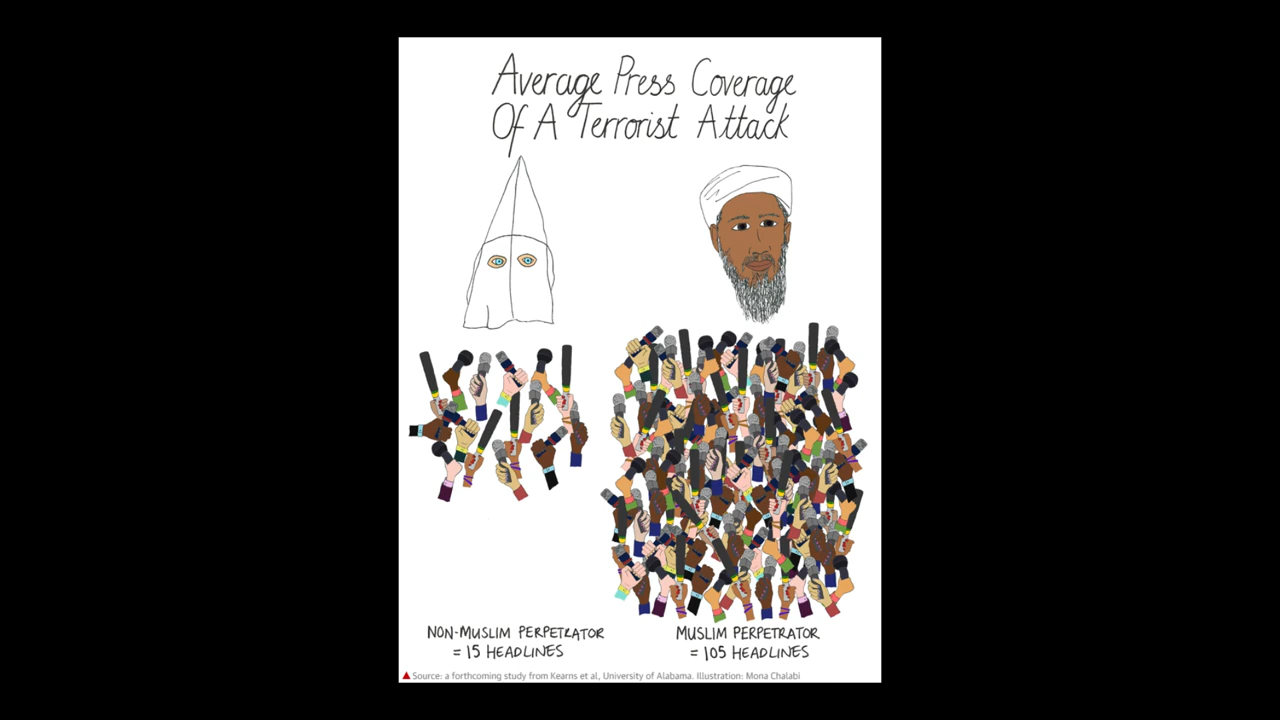 Average Press Coverage
Of A Terrorist Attack
NON-MUSLIM PERPETRATOR
= 15 HEADLINES
MUSLIM PERPETRATOR
= 105 HEADLINES
Source: a forthcoming study from Kearns et al, University of Alabama. Illustration: Mona Chalabi